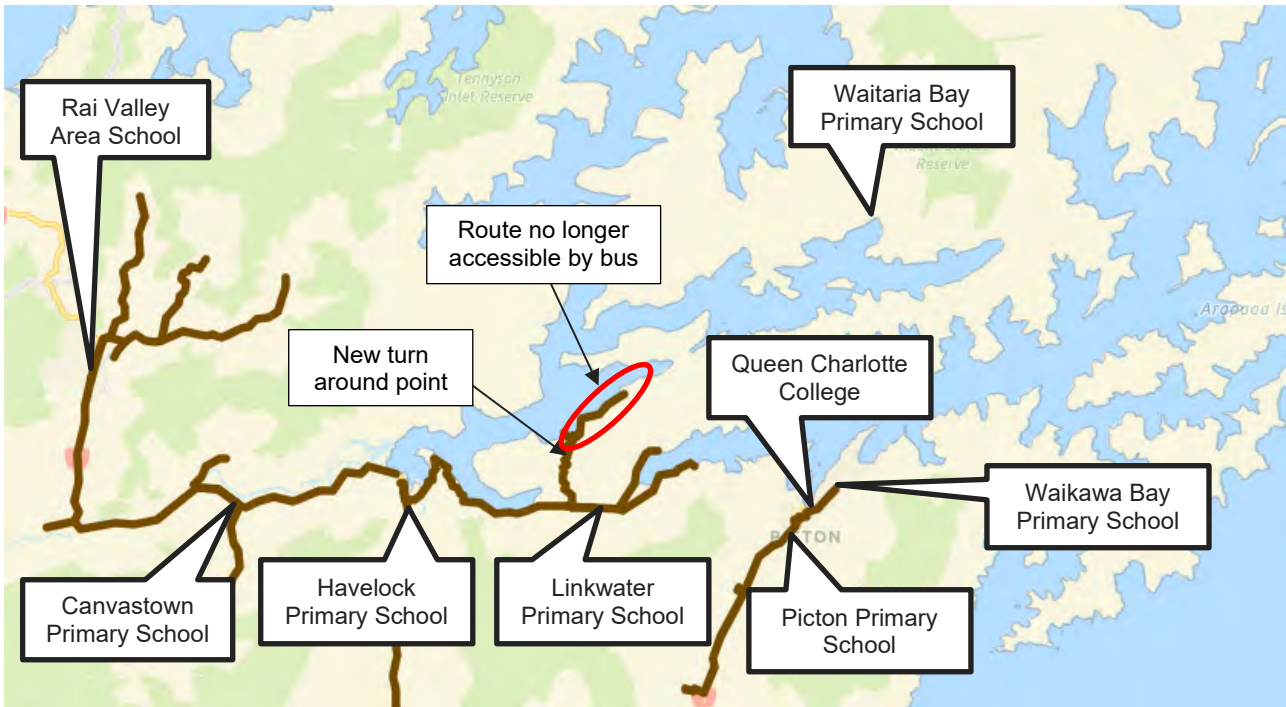 Tennyson
Inlet Reserve
Rai Valley
Area School
Waitaria Bay
Primary School
Reserve
Route no longer
accessible by bus
Arapaoa Is
New turn
around point
Queen Charlotte
College
Waikawa Bay
Primary School
PICTON
Canvastown
Primary School
Havelock
Primary School
Linkwater
Primary School
Picton Primary
School